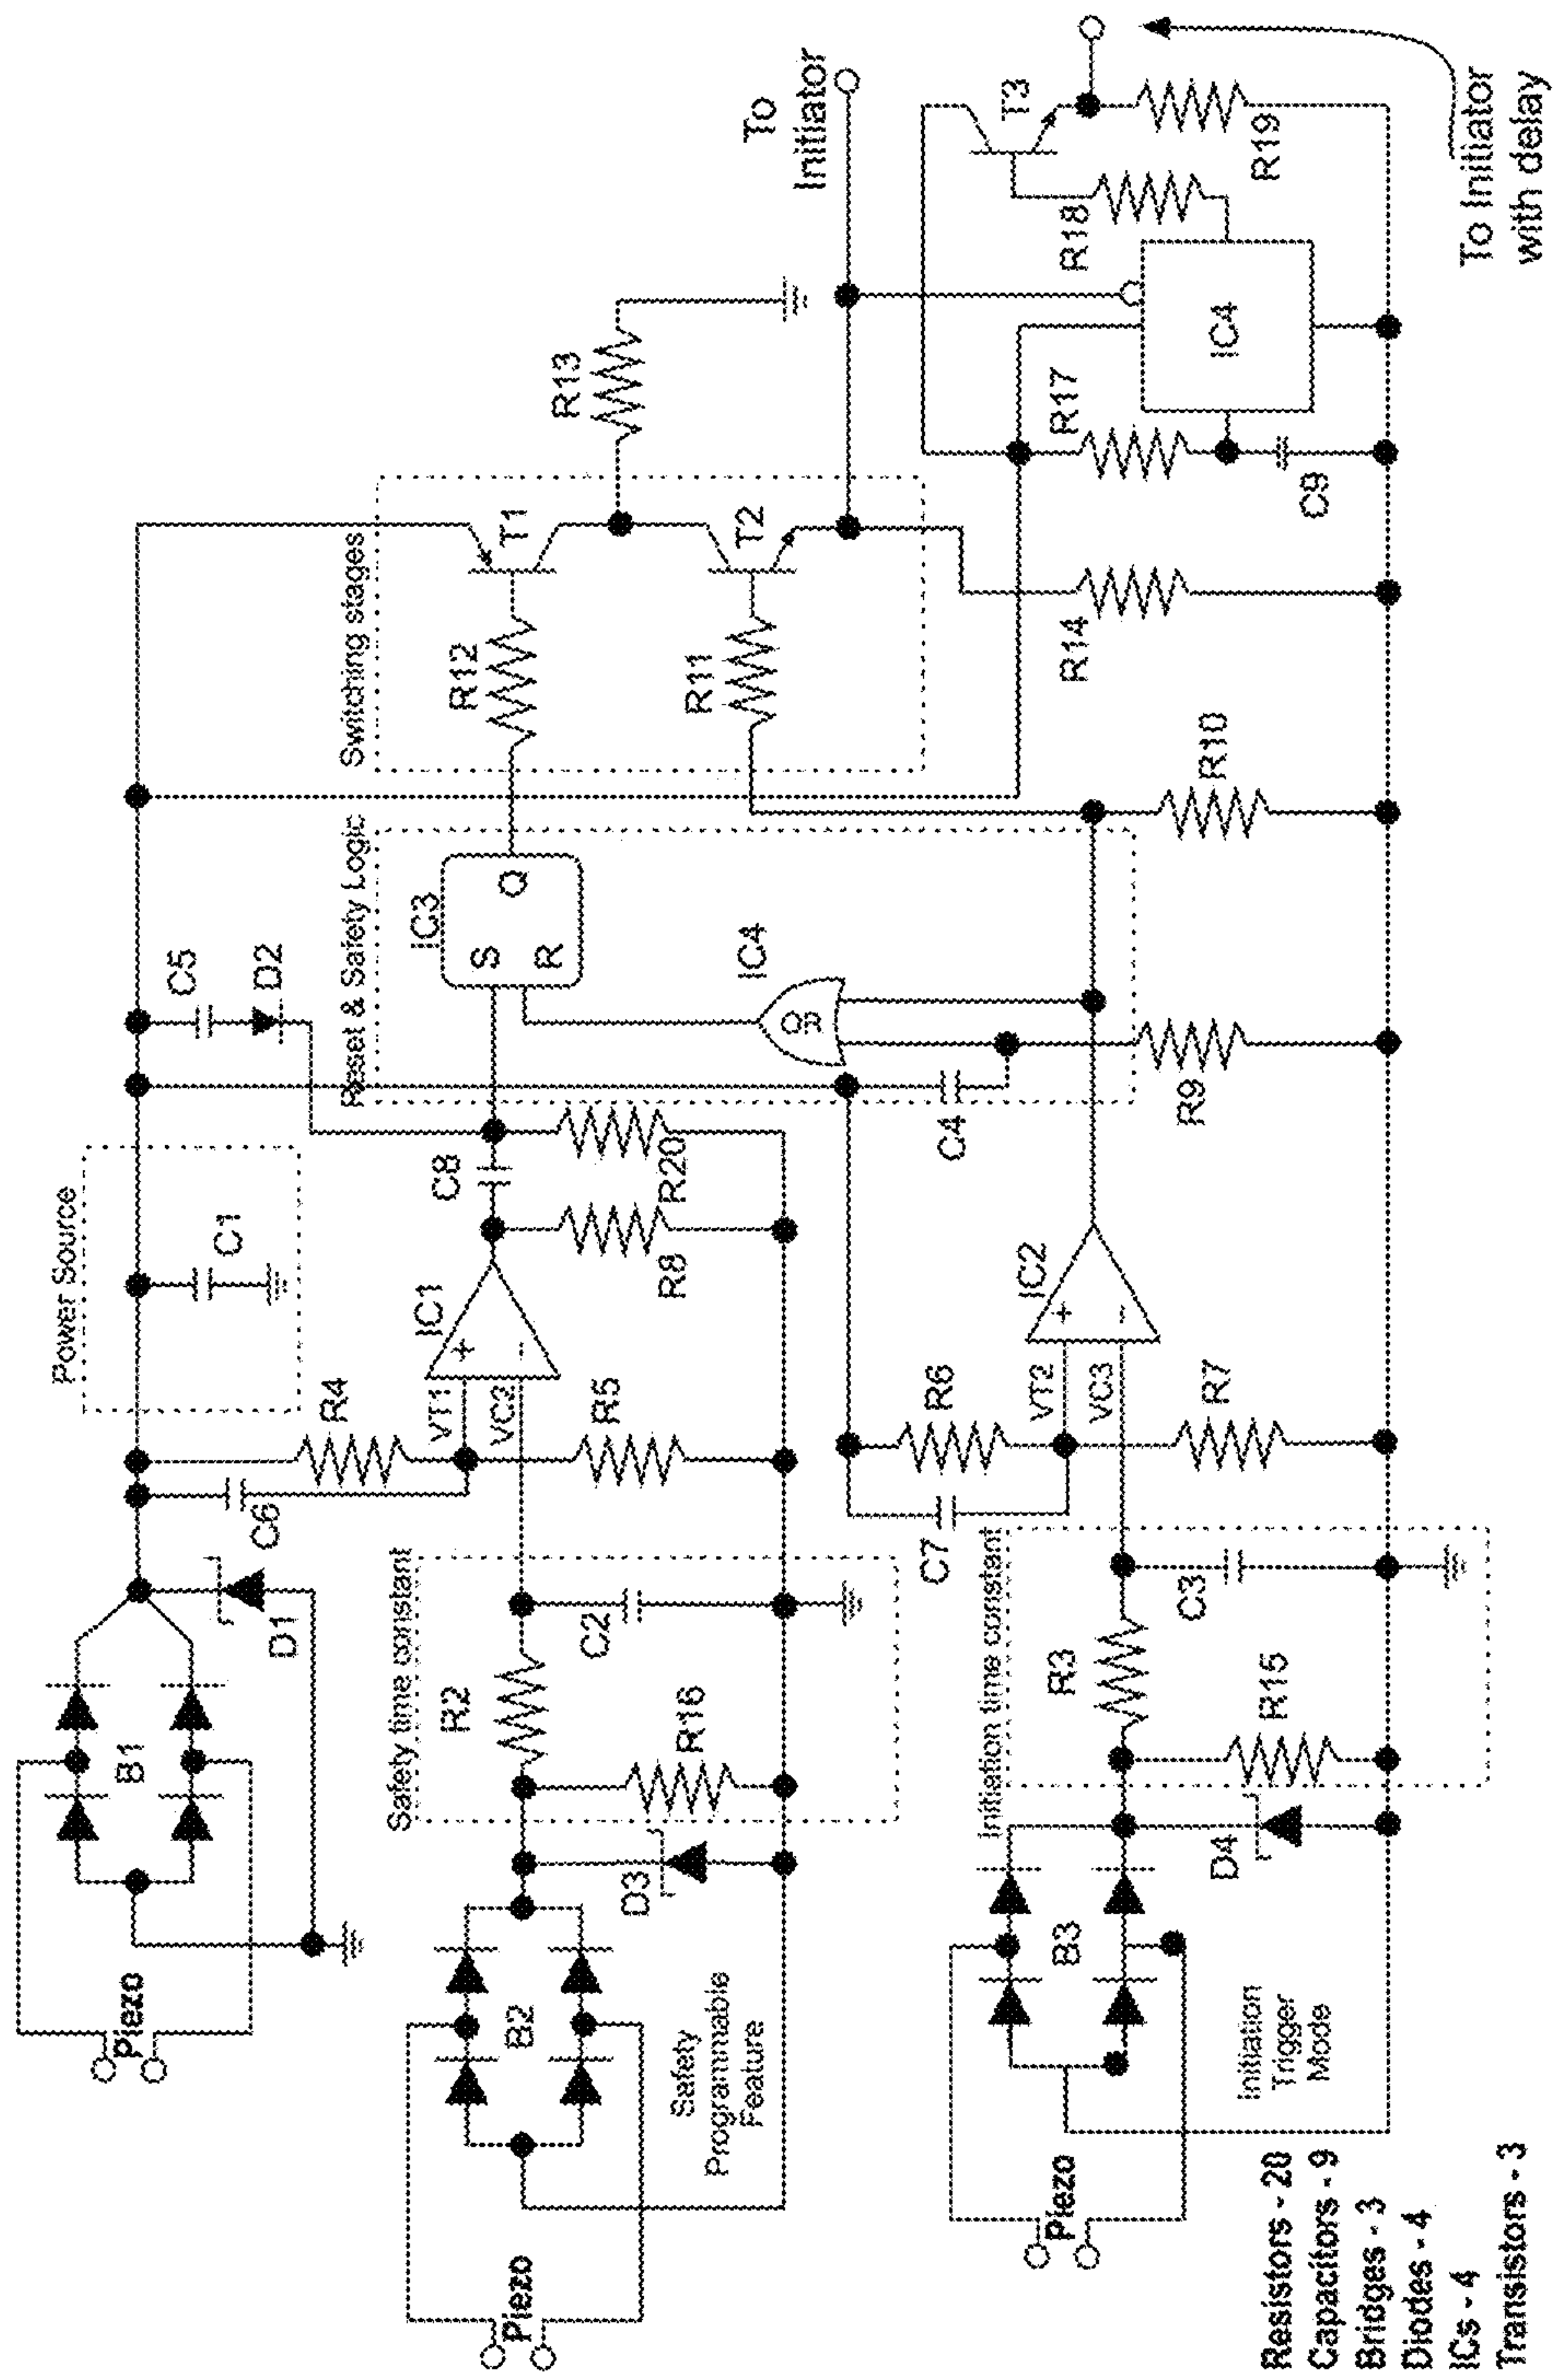 Piezo
B1
D1
C6
R4
Power Source
C1
C5
D2
VT1
VC2
IC1
R5
C8
R8
R20
Reset & Safety Logic
IC3
S
R
Q
IC4
OR
C4
R9
Switching stages
R12
T1
R11
T2
R13
To
Initiator
Piezo
B2
Safety
Programmable
Feature
D3
Safety time constant
R2
R16
C2
C7
R6
VT2
VC3
IC2
R7
R10
R14
R17
C9
IC4
R18
T3
R19
To Initiator
with delay
Piezo
B3
Initiation
Trigger
Mode
D4
Initiation time constant
R3
R15
C3
Resistors - 20
Capacitors - 9
Bridges - 3
Diodes - 4
ICs - 4
Transistors - 3